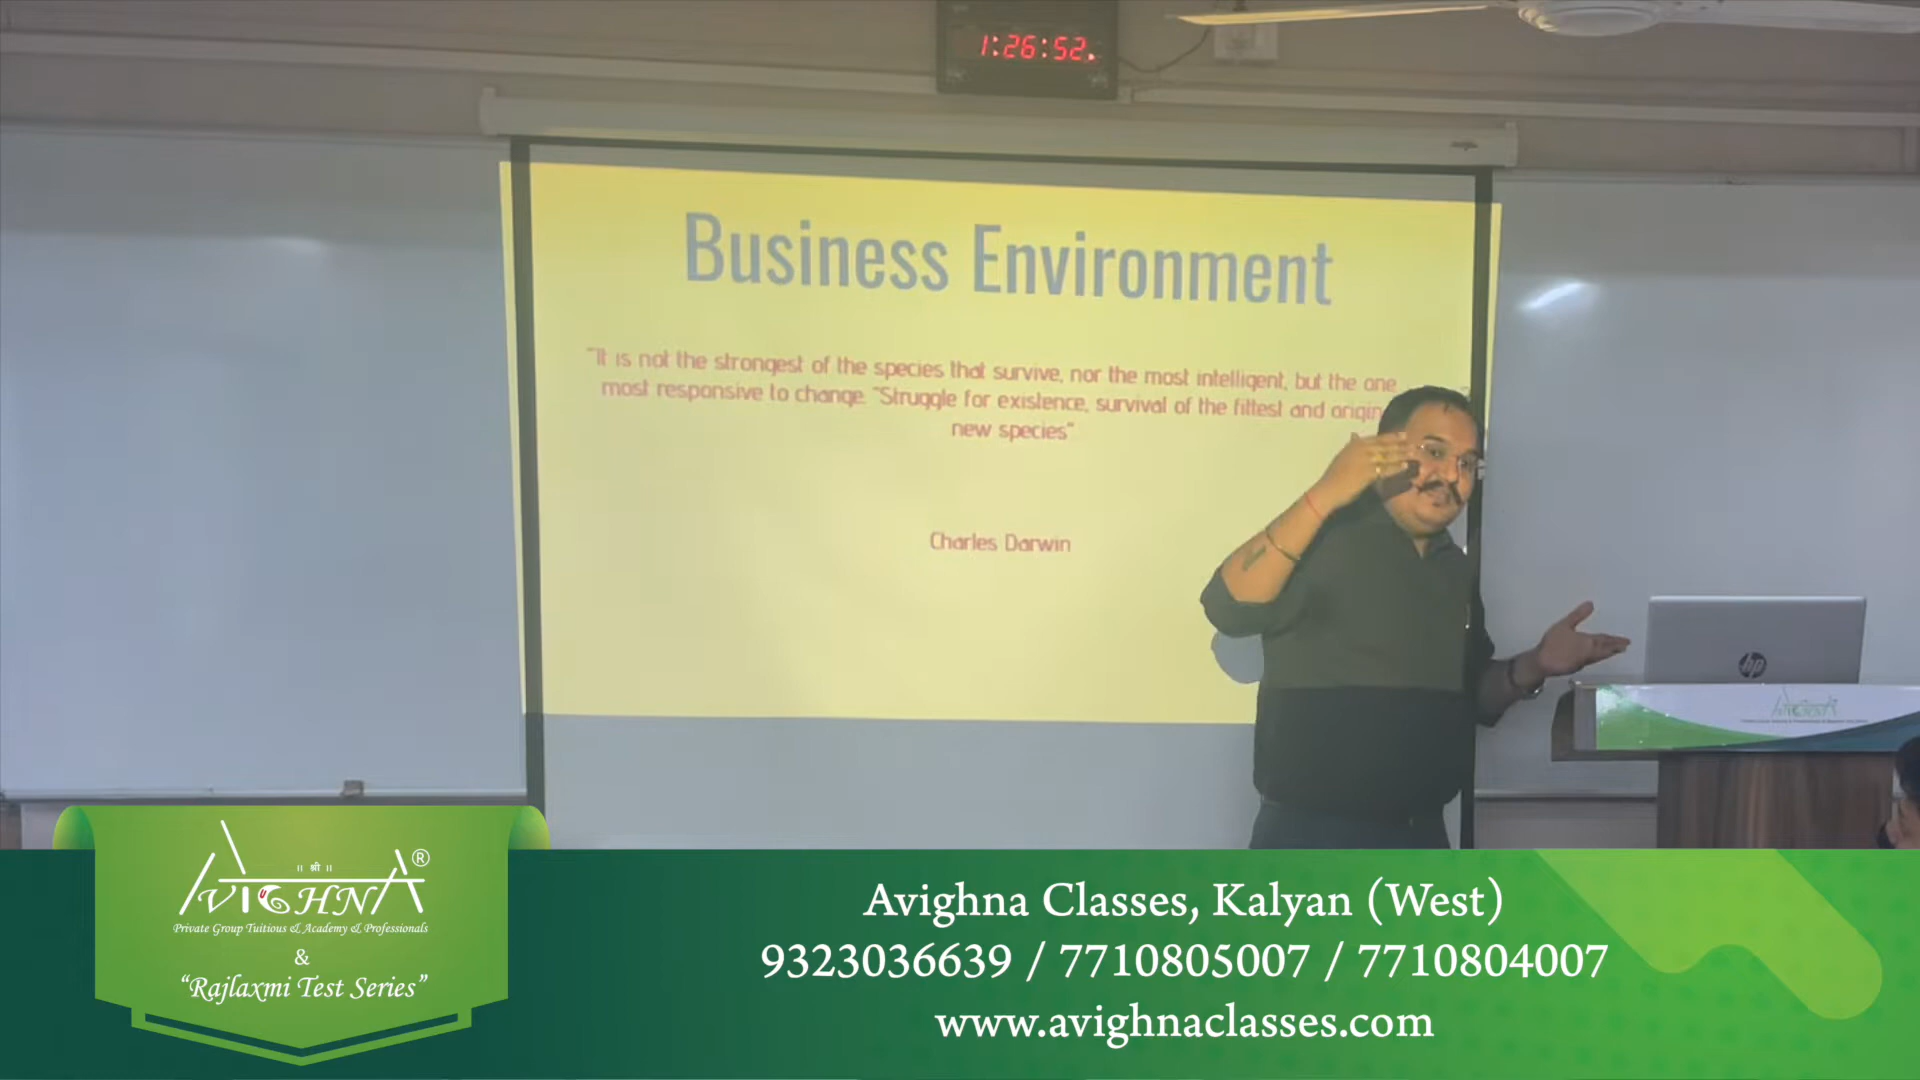 1:26:52
Business Environment
"It is not the strongest of the species that survive, nor the most intelligent, but the one
most responsive to change. "Struggle for existence, survival of the fittest and origin
new species"
Charles Darwin
hp
AVIGHNA
॥ श्री ॥
AVIGHNA®
Private Group Tuitious & Academy & Professionals
&
“Rajlaxmi Test Series”
Avighna Classes, Kalyan (West)
9323036639 / 7710805007 / 7710804007
www.avighnaclasses.com